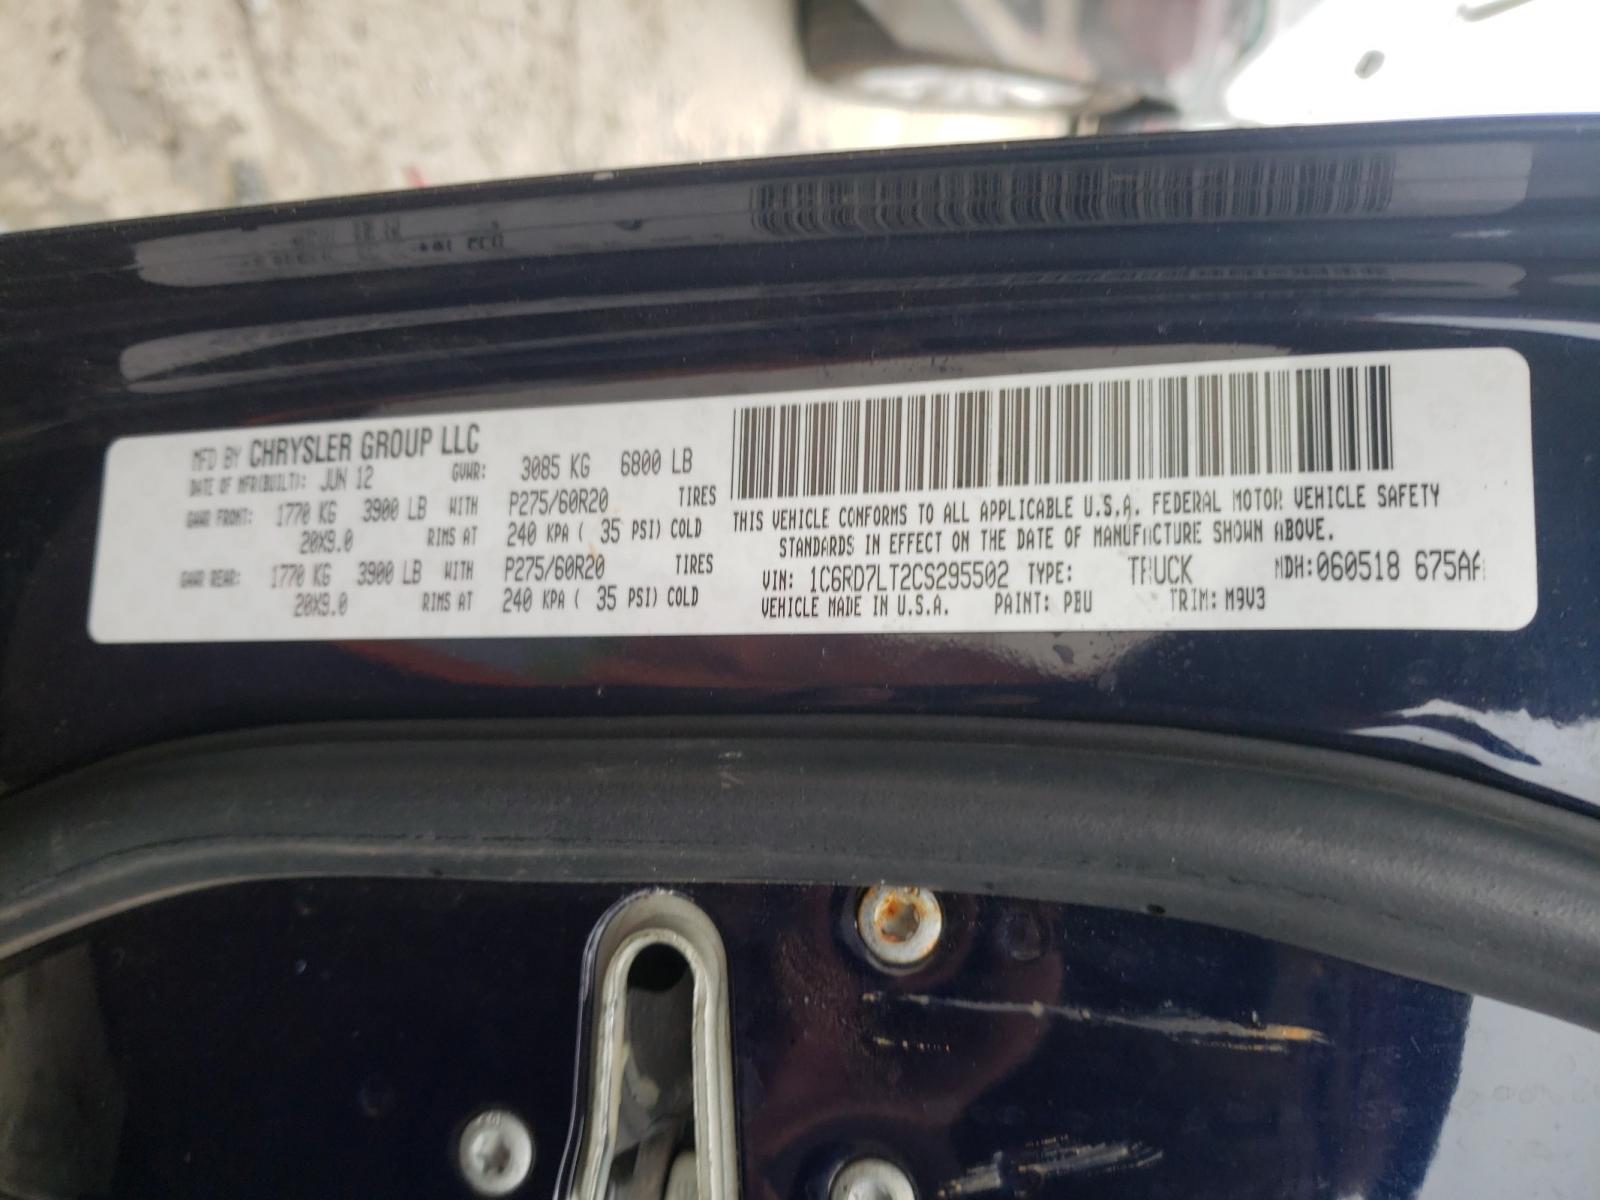 MFD BY CHRYSLER GROUP LLC
DATE OF MFR(BUILT): JUN 12 GVWR: 3085 KG 6800 LB
GAWR FRONT: 1770 KG 3900 LB WITH P275/60R20 TIRES
20X9.0 RIMS AT 240 KPA ( 35 PSI) COLD
GAWR REAR: 1770 KG 3900 LB WITH P275/60R20 TIRES
20X9.0 RIMS AT 240 KPA ( 35 PSI) COLD
THIS VEHICLE CONFORMS TO ALL APPLICABLE U.S.A. FEDERAL MOTOR VEHICLE SAFETY
STANDARDS IN EFFECT ON THE DATE OF MANUFACTURE SHOWN ABOVE.
VIN: 1C6RD7LT2CS295502 TYPE: TRUCK MDH:060518 675AA
VEHICLE MADE IN U.S.A. PAINT: PBU TRIM: M9V3